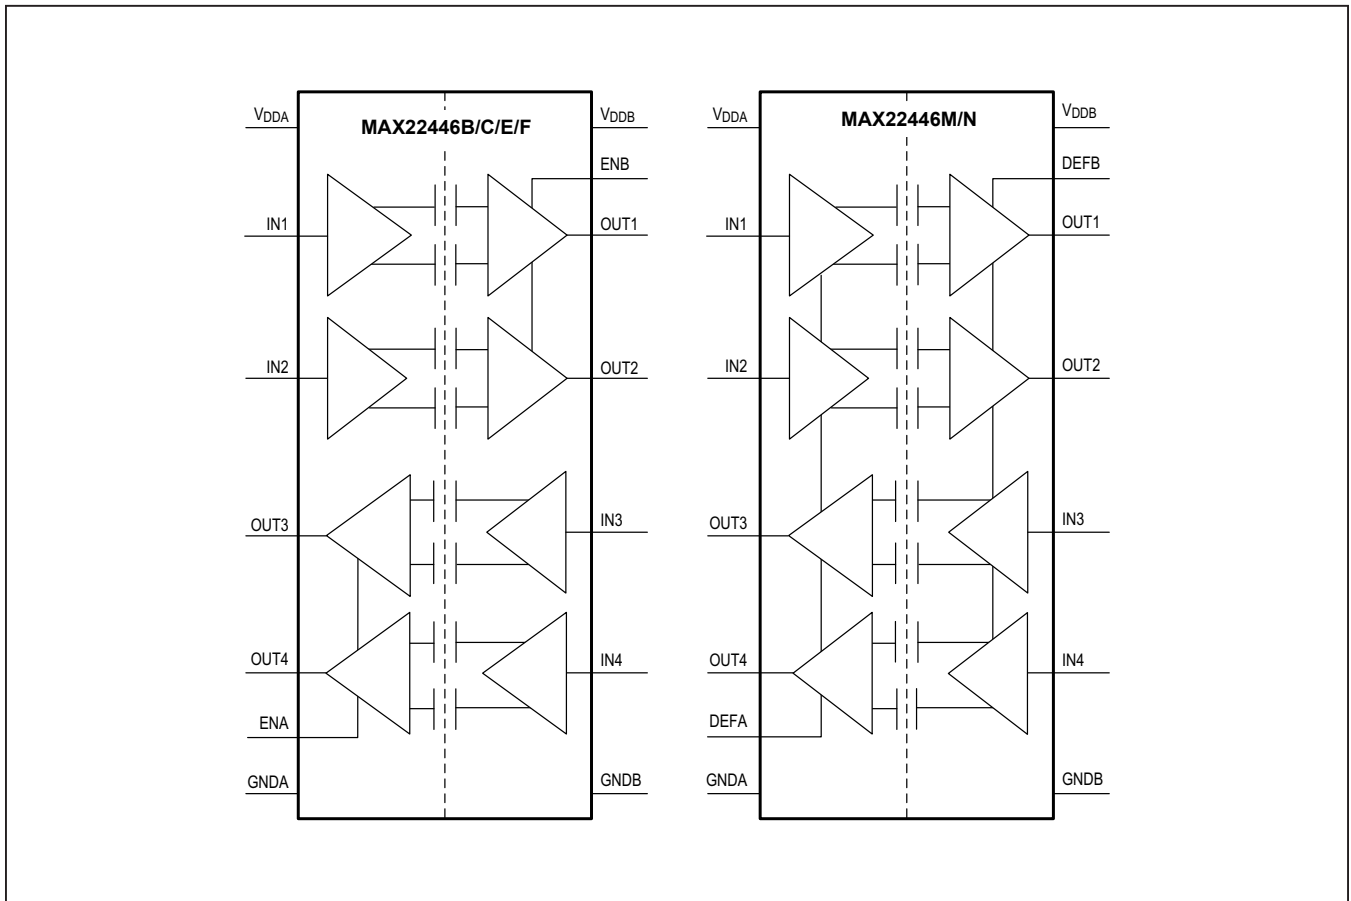 MAX22446B/C/E/F
VDDA
VDDB
ENB
IN1
OUT1
IN2
OUT2
OUT3
IN3
OUT4
IN4
ENA
GNDA
GNDB
MAX22446M/N
VDDA
VDDB
DEFB
IN1
OUT1
IN2
OUT2
OUT3
IN3
OUT4
IN4
DEFA
GNDA
GNDB